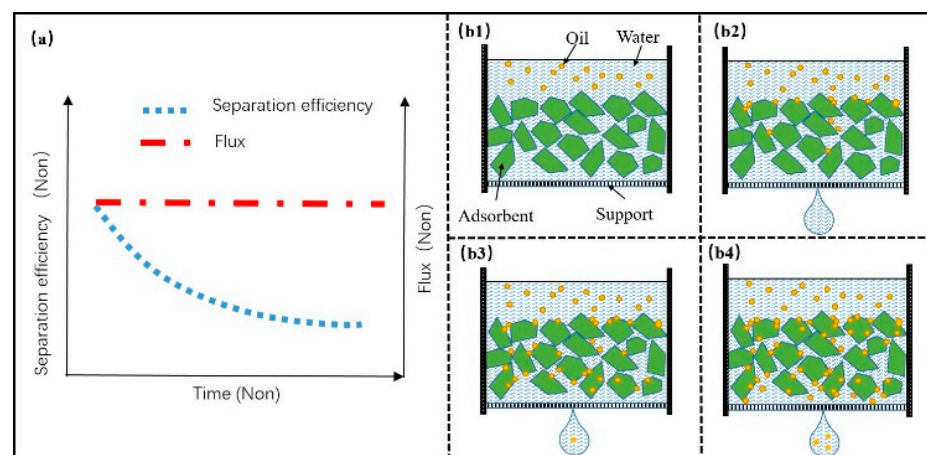 (a)
Separation efficiency
Flux
Separation efficiency (Non)
Flux (Non)
Time (Non)
(b1)
Oil
Water
Adsorbent
Support
(b2)
(b3)
(b4)